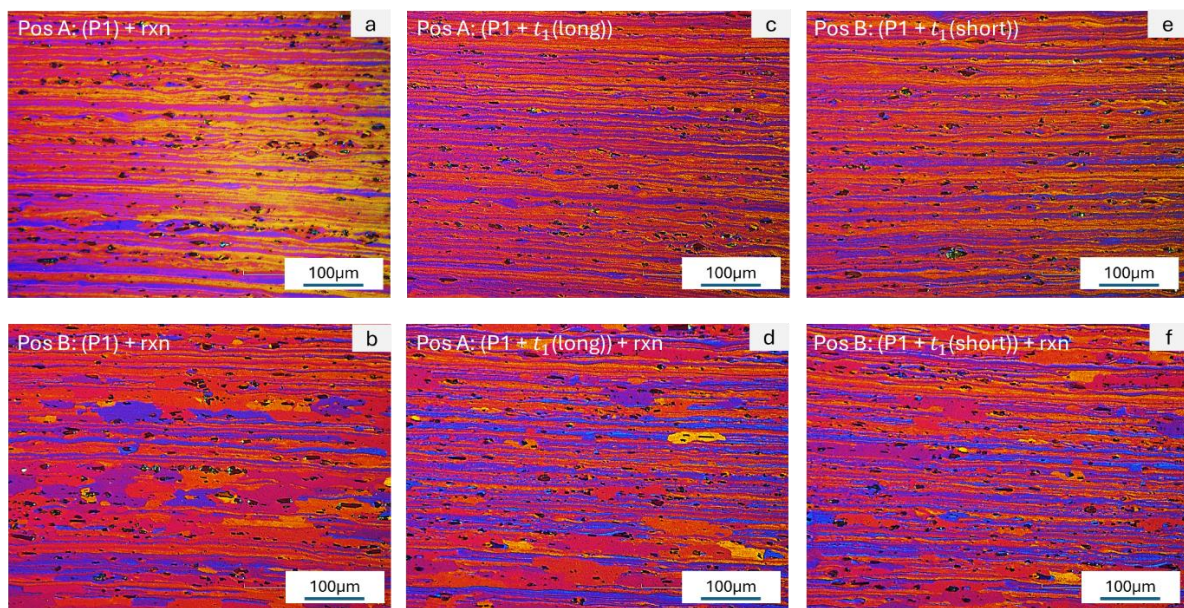 Pos A: (P1) + rxn
a
100µm
Pos A: (P1 + t₁(long))
c
100µm
Pos B: (P1 + t₁(short))
e
100µm
Pos B: (P1) + rxn
b
100µm
Pos A: (P1 + t₁(long)) + rxn
d
100µm
Pos B: (P1 + t₁(short)) + rxn
f
100µm